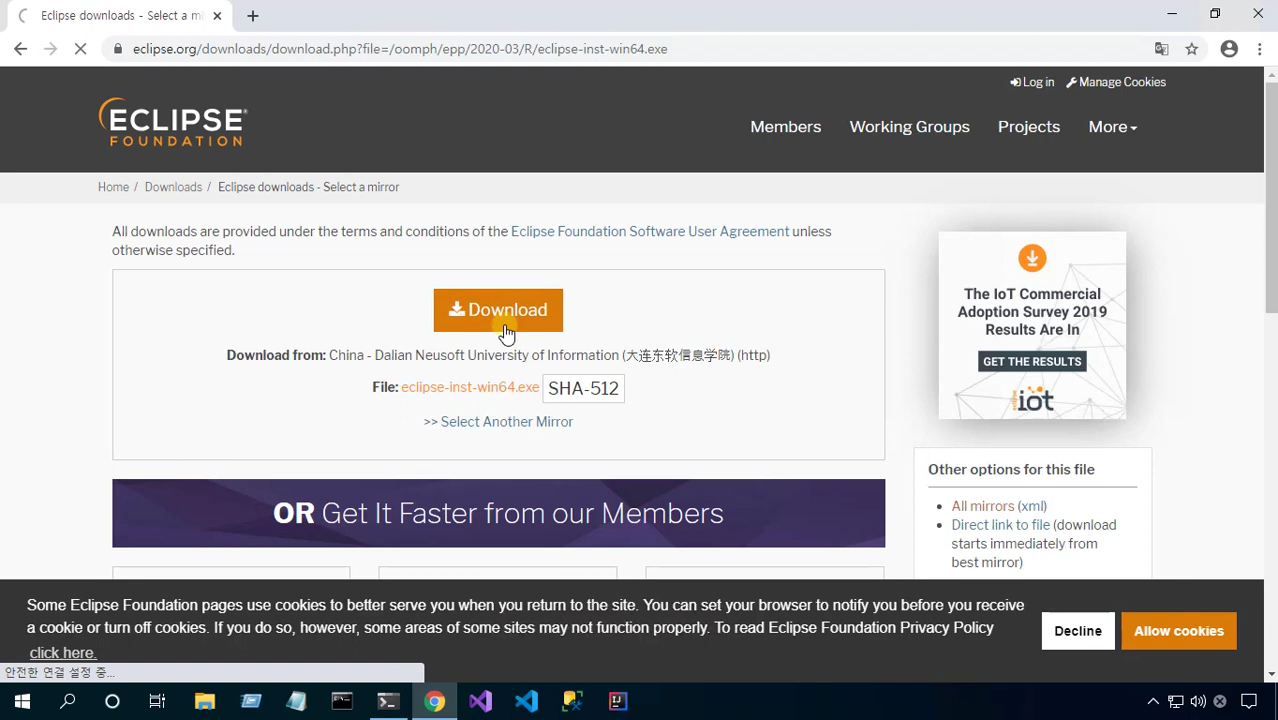 Eclipse downloads - Select a mi
eclipse.org/downloads/download.php?file=/oomph/epp/2020-03/R/eclipse-inst-win64.exe
Log in
Manage Cookies
ECLIPSE
FOUNDATION
Members
Working Groups
Projects
More
Home / Downloads / Eclipse downloads - Select a mirror
All downloads are provided under the terms and conditions of the Eclipse Foundation Software User Agreement unless
otherwise specified.
Download
Download from: China - Dalian Neusoft University of Information (大连东软信息学院) (http)
File: eclipse-inst-win64.exe SHA-512
>> Select Another Mirror
OR Get It Faster from our Members
The IoT Commercial
Adoption Survey 2019
Results Are In
GET THE RESULTS
eclipse iot
Other options for this file
All mirrors (xml)
Direct link to file (download
starts immediately from
best mirror)
Some Eclipse Foundation pages use cookies to better serve you when you return to the site. You can set your browser to notify you before you receive
a cookie or turn off cookies. If you do so, however, some areas of some sites may not function properly. To read Eclipse Foundation Privacy Policy
click here.
Decline
Allow cookies
안전한 연결 설정 중...